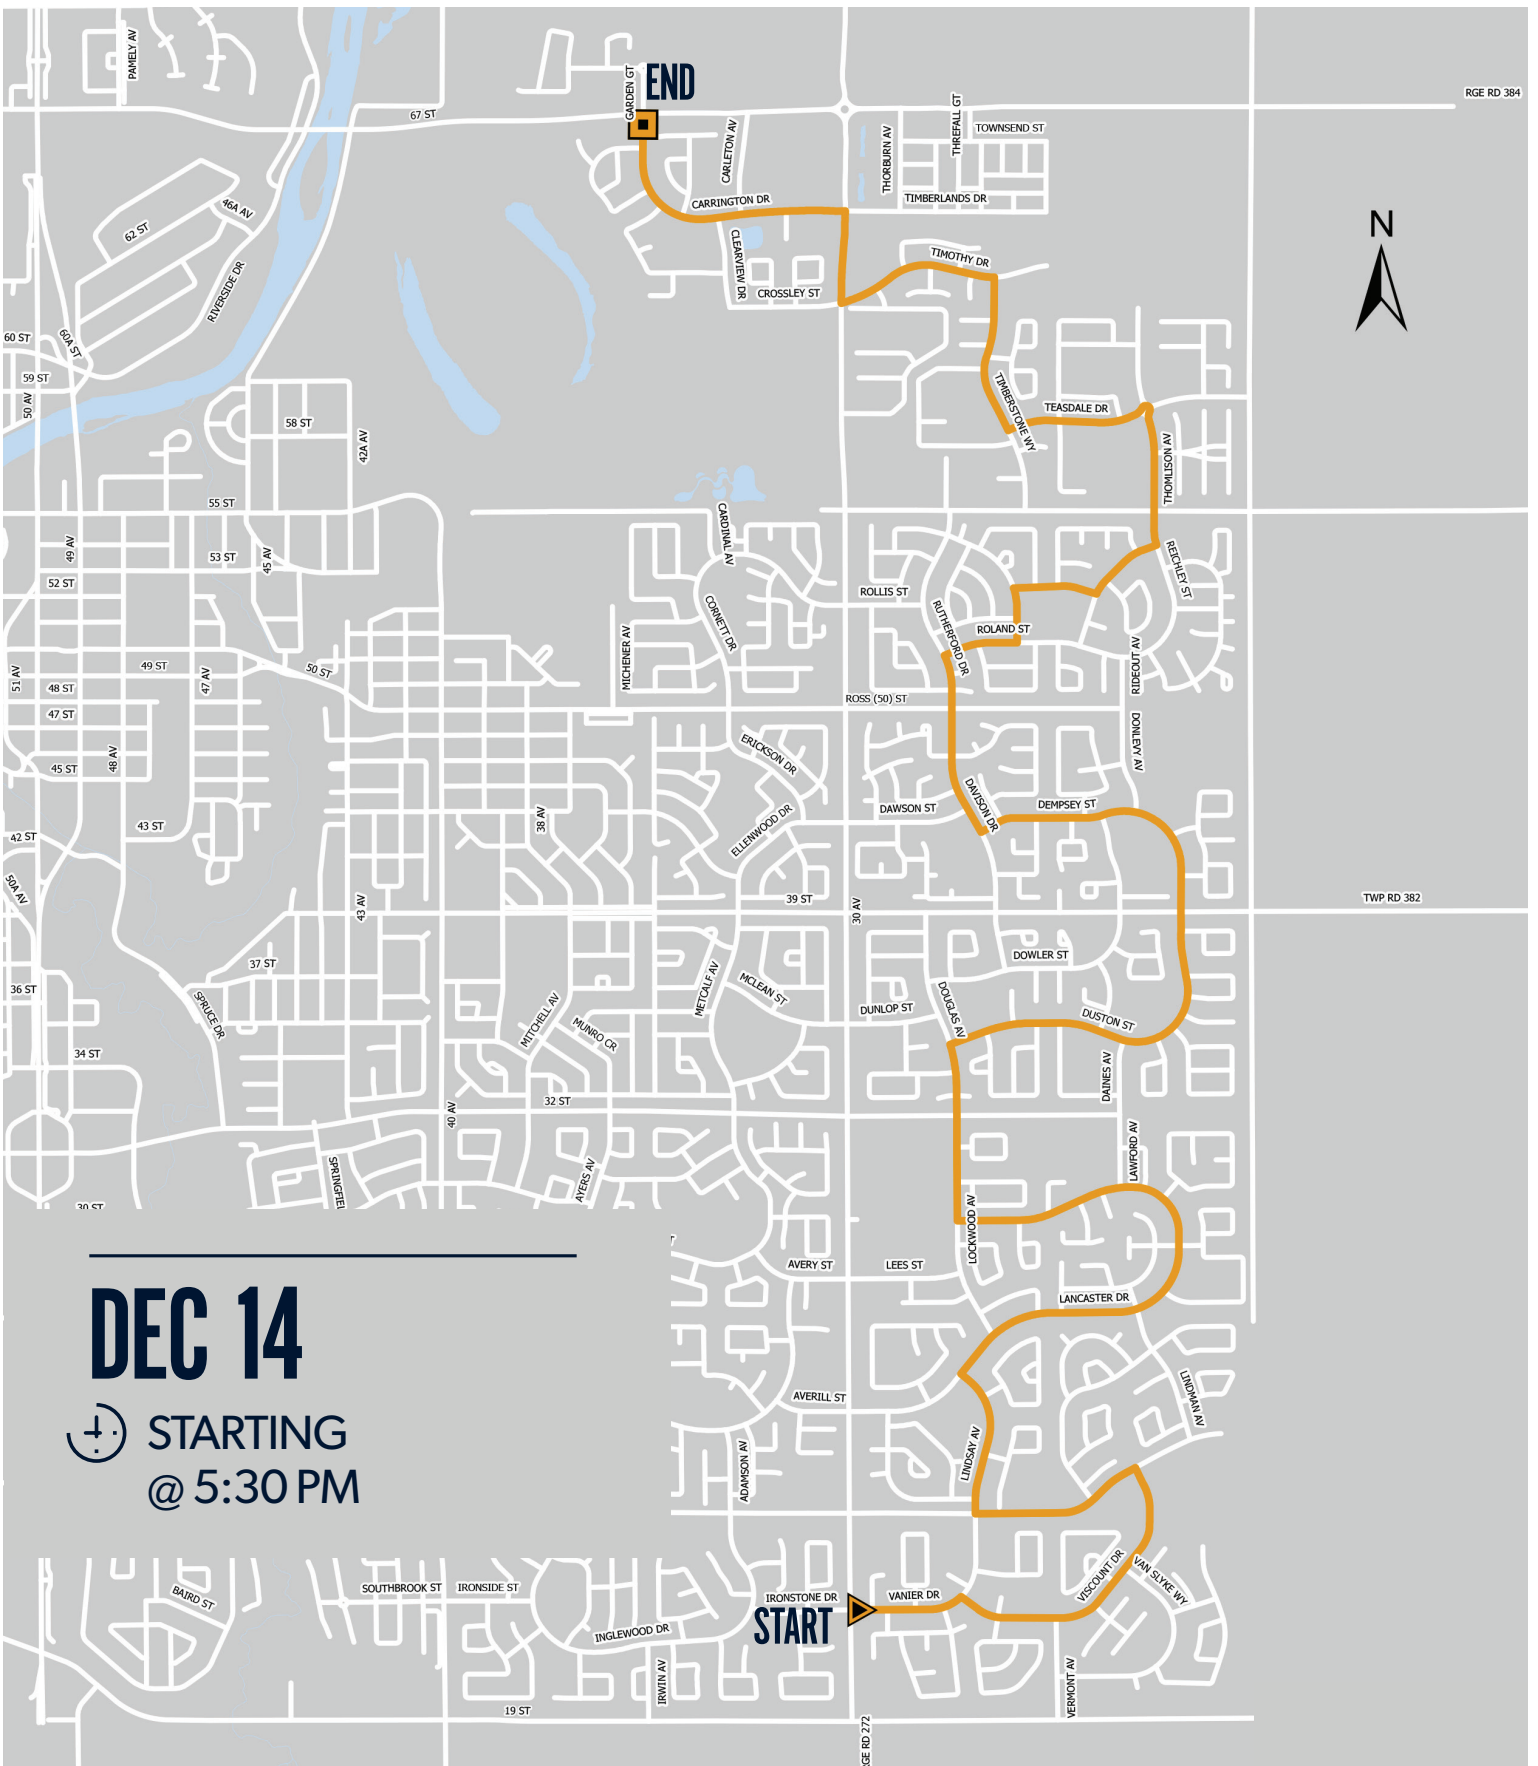 PAMELY AV
GARDEN GT
END
RGE RD 384
67 ST
CARLETON AV
THORBURN AV
THREFALL GT
TOWNSEND ST
CARRINGTON DR
TIMBERLANDS DR
46A AV
62 ST
N
CLEARVIEW DR
TIMOTHY DR
RIVERSIDE DR
CROSSLEY ST
60 ST
60A ST
59 ST
50 AV
TIMBERSTONE WY
TEASDALE DR
58 ST
42A AV
THOMLISON AV
55 ST
CARDINAL AV
49 AV
53 ST
45 AV
REICHLEY ST
52 ST
ROLLIS ST
CORNETT DR
RUTHERFORD DR
ROLAND ST
MICHENER AV
51 AV
49 ST
47 AV
50 ST
RIDEOUT AV
48 ST
ROSS (50) ST
47 ST
DONLEVY AV
48 AV
45 ST
ERICKSON DR
DAVISON DR
DAWSON ST
DEMPSEY ST
38 AV
ELLENWOOD DR
42 ST
43 ST
50A AV
43 AV
39 ST
30 AV
TWP RD 382
37 ST
DOWLER ST
36 ST
METCALF AV
MCLEAN ST
SPRUCE DR
DOUGLAS AV
DUNLOP ST
DUSTON ST
MITCHELL AV
MUNRO CR
34 ST
DAINES AV
32 ST
40 AV
LAWFORD AV
SPRINGFIEL
AYERS AV
30 ST
LOCKWOOD AV
AVERY ST
LEES ST
LANCASTER DR
DEC 14
STARTING
@ 5:30 PM
AVERILL ST
LINDMAN AV
LINDSAY AV
ADAMSON AV
VISCOUNT DR
VAN SLYKE WY
BAIRD ST
SOUTHBROOK ST
IRONSIDE ST
IRONSTONE DR
VANIER DR
START
INGLEWOOD DR
IRWIN AV
VERMONT AV
19 ST
GE RD 272